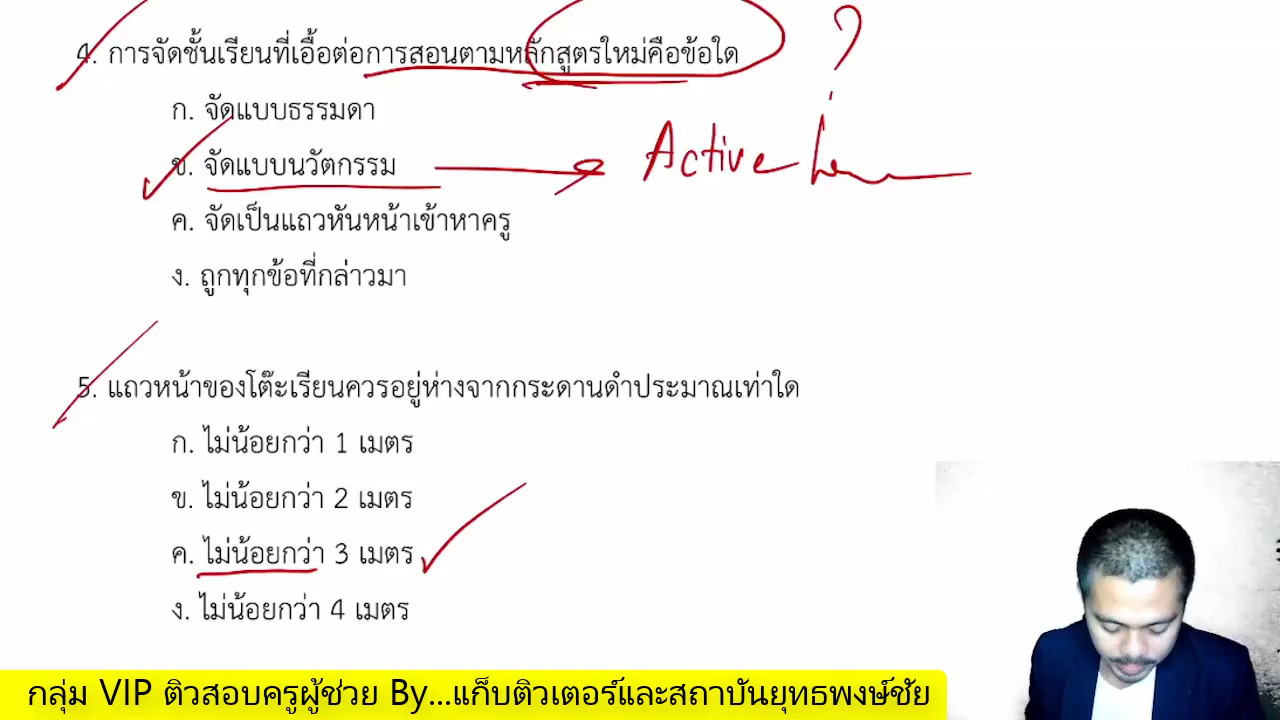 4. การจัดชั้นเรียนที่เอื้อต่อการสอนตามหลักสูตรใหม่คือข้อใด
?
ก. จัดแบบธรรมดา
ข. จัดแบบนวัตกรรม
Active
ค. จัดเป็นแถวหันหน้าเข้าหาครู
ง. ถูกทุกข้อที่กล่าวมา
5. แถวหน้าของโต๊ะเรียนควรอยู่ห่างจากกระดานดำประมาณเท่าใด
ก. ไม่น้อยกว่า 1 เมตร
ข. ไม่น้อยกว่า 2 เมตร
ค. ไม่น้อยกว่า 3 เมตร
ง. ไม่น้อยกว่า 4 เมตร
กลุ่ม VIP ติวสอบครูผู้ช่วย By...แก็บติวเตอร์และสถาบันยุทธพงษ์ชัย